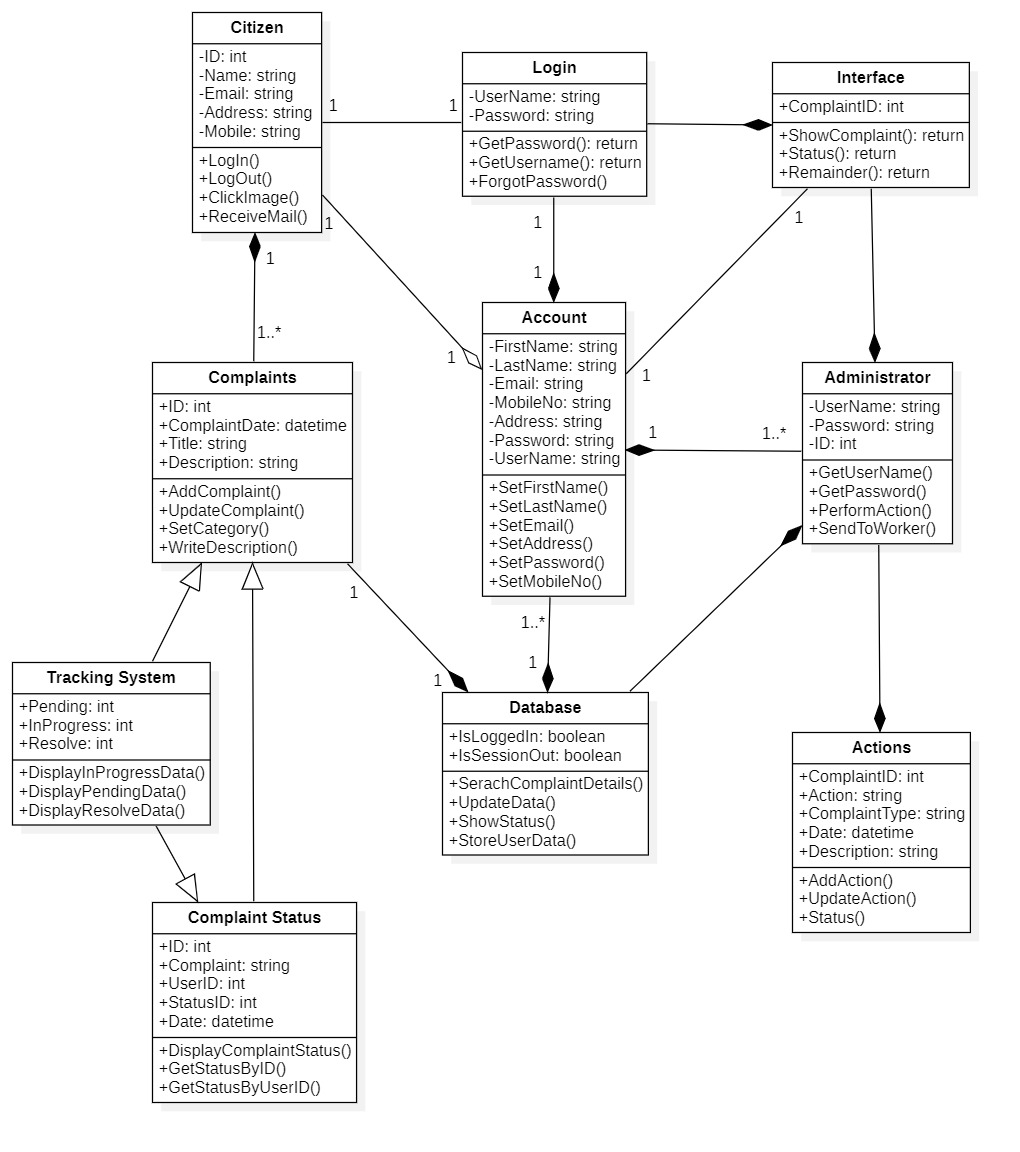 Citizen
-ID: int
-Name: string
-Email: string
-Address: string
-Mobile: string
+LogIn()
+LogOut()
+ClickImage()
+ReceiveMail()
1
1
Login
-UserName: string
-Password: string
+GetPassword(): return
+GetUsername(): return
+ForgotPassword()
Interface
+ComplaintID: int
+ShowComplaint(): return
+Status(): return
+Remainder(): return
1
1
1
1
1
1..*
1
1
1
1..*
Complaints
+ID: int
+ComplaintDate: datetime
+Title: string
+Description: string
+AddComplaint()
+UpdateComplaint()
+SetCategory()
+WriteDescription()
Account
-FirstName: string
-LastName: string
-Email: string
-MobileNo: string
-Address: string
-Password: string
-UserName: string
+SetFirstName()
+SetLastName()
+SetEmail()
+SetAddress()
+SetPassword()
+SetMobileNo()
Administrator
-UserName: string
-Password: string
-ID: int
+GetUserName()
+GetPassword()
+PerformAction()
+SendToWorker()
1
1..*
1
1
Tracking System
+Pending: int
+InProgress: int
+Resolve: int
+DisplayInProgressData()
+DisplayPendingData()
+DisplayResolveData()
Database
+IsLoggedIn: boolean
+IsSessionOut: boolean
+SerachComplaintDetails()
+UpdateData()
+ShowStatus()
+StoreUserData()
Actions
+ComplaintID: int
+Action: string
+ComplaintType: string
+Date: datetime
+Description: string
+AddAction()
+UpdateAction()
+Status()
Complaint Status
+ID: int
+Complaint: string
+UserID: int
+StatusID: int
+Date: datetime
+DisplayComplaintStatus()
+GetStatusByID()
+GetStatusByUserID()